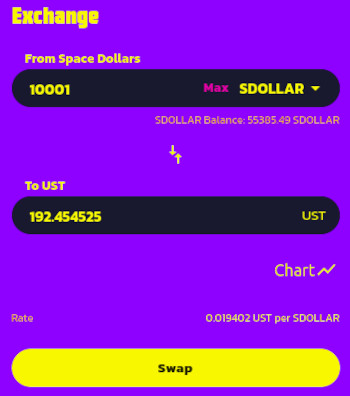 Exchange
From Space Dollars
10001 Max SDOLLAR
SDOLLAR Balance: 55385.49 SDOLLAR
To UST
192.454525 UST
Chart
Rate 0.019402 UST per SDOLLAR
Swap